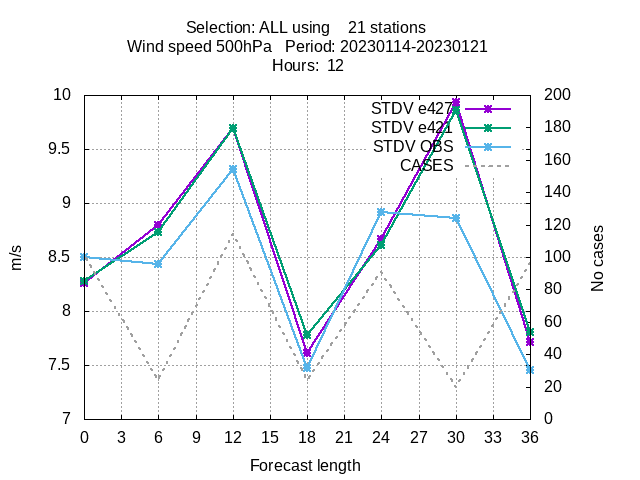 Selection: ALL using    21 stations
Wind speed 500hPa   Period: 20230114-20230121
Hours:  12
STDV e427
STDV e421
STDV OBS
CASES
10
9.5
9
8.5
8
7.5
7
m/s
200
180
160
140
120
100
80
60
40
20
0
No cases
0 3 6 9 12 15 18 21 24 27 30 33 36
Forecast length